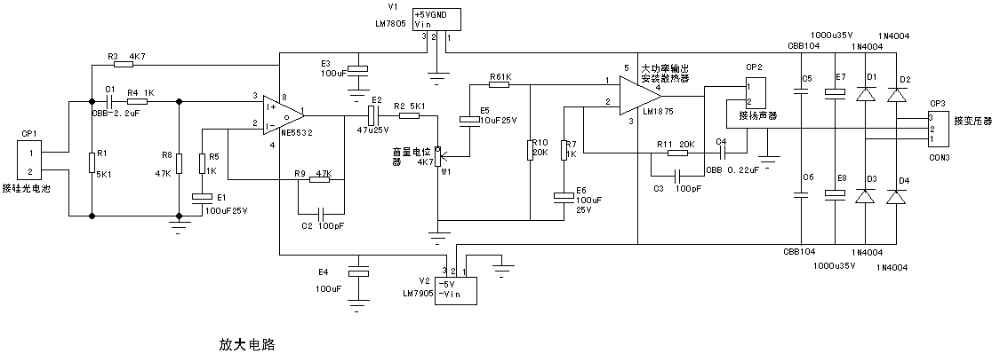 V1
LM7805
+5VGND
Vin
3 2 1
1000u35V
1N4004
CBB104
1N4004
R3 4K7
E3
100uF
大功率输出
安装散热器
5
CP2
1
2
接扬声器
C5
E7
D1
D2
C1
R4 1K
CBB-2.2uF
3
8
I+
O
1
2
I-
NE5532
4
E2
47u25V
R2 5K1
R61K
E5
10uF25V
1
2
I+
I-
4
LM1875
3
CP3
3
2
1
接变压器
CON3
CP1
1
2
接硅光电池
R1
5K1
R8
47K
R5
1K
E1
100uF25V
R9 47K
C2 100pF
音量电位
器
4K7
W1
R10
20K
R7
1K
E6
100uF
25V
R11 20K
C4
CBB 0.22uF
C3 100pF
C6
E8
D3
D4
CBB104
1000u35V
1N4004
1N4004
E4
100uF
V2
LM7905
3 2 1
-5V
-Vin
放大电路